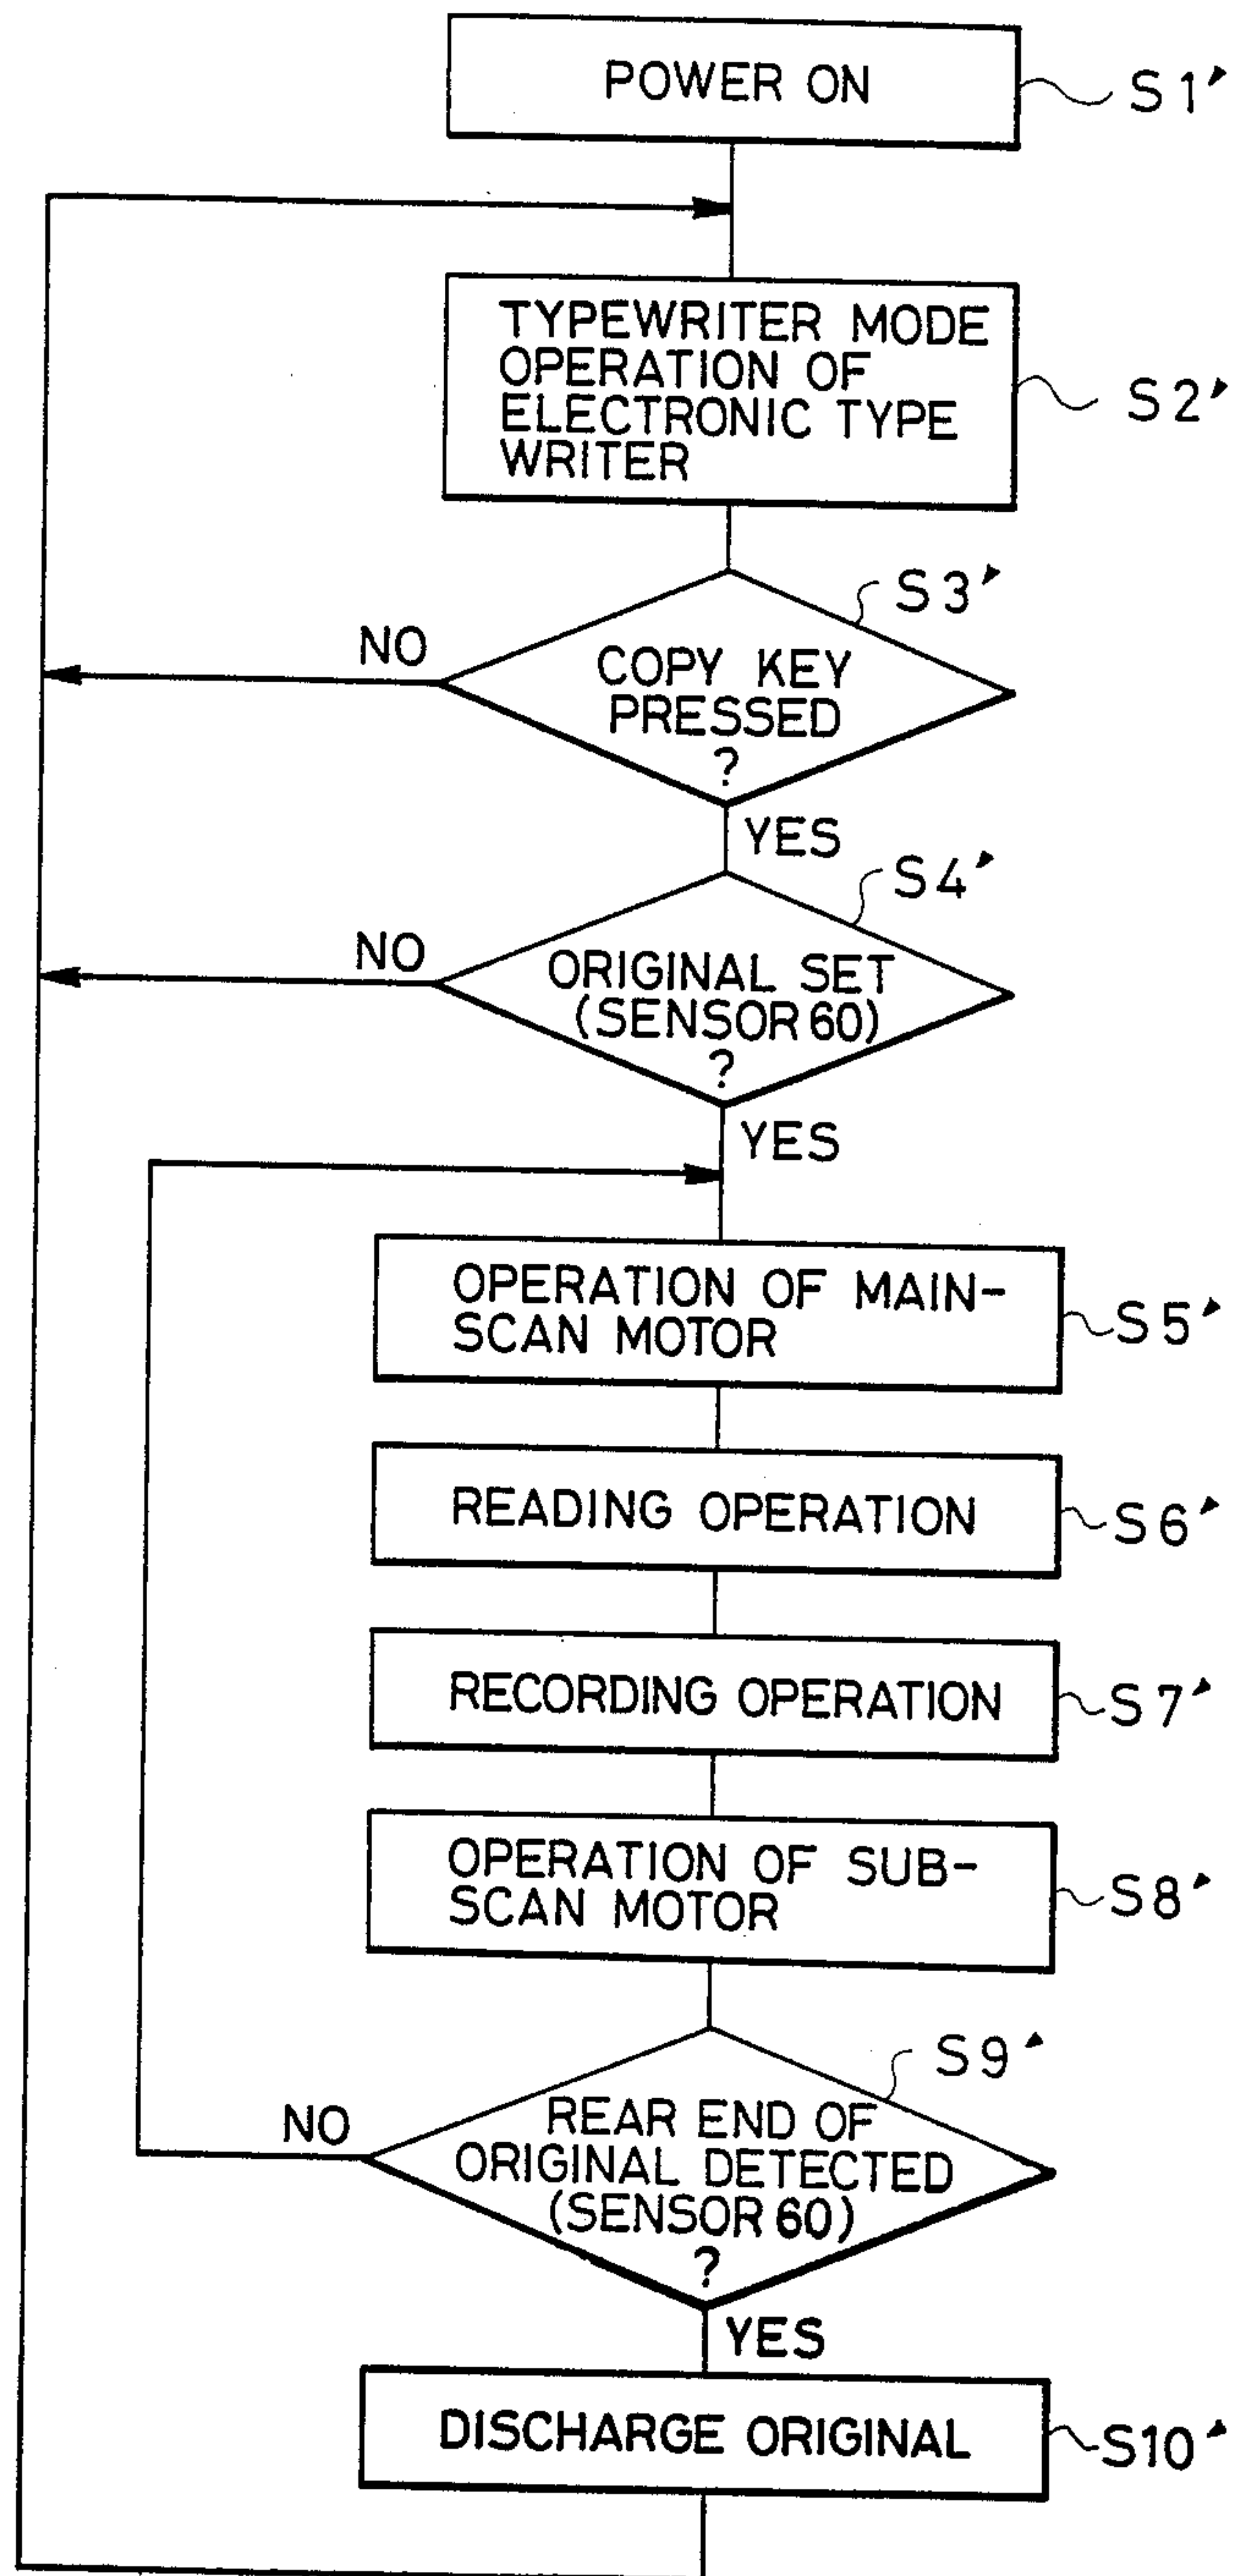 POWER ON
S1'
TYPEWRITER MODE
OPERATION OF
ELECTRONIC TYPE
WRITER
S2'
S3'
NO
COPY KEY
PRESSED
?
YES
S4'
NO
ORIGINAL SET
(SENSOR 60)
?
YES
OPERATION OF MAIN-
SCAN MOTOR
S5'
READING OPERATION
S6'
RECORDING OPERATION
S7'
OPERATION OF SUB-
SCAN MOTOR
S8'
S9'
NO
REAR END OF
ORIGINAL DETECTED
(SENSOR 60)
?
YES
DISCHARGE ORIGINAL
S10'